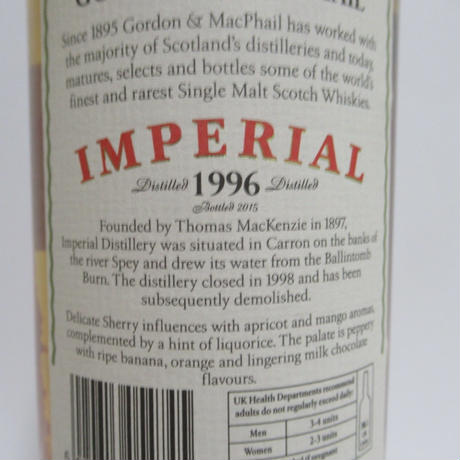 Since 1895 Gordon & MacPhail has worked with
the majority of Scotland's distilleries and today,
matures, selects and bottles some of the world's
finest and rarest Single Malt Scotch Whiskies.
IMPERIAL
Distilled 1996 Distilled
Bottled 2015
Founded by Thomas MacKenzie in 1897,
Imperial Distillery was situated in Carron on the banks of
the river Spey and drew its water from the Ballintomb
Burn. The distillery closed in 1998 and has been
subsequently demolished.
Delicate Sherry influences with apricot and mango aromas,
complemented by a hint of liquorice. The palate is peppery
with ripe banana, orange and lingering milk chocolate
flavours.
UK Health Departments recommend
adults do not regularly exceed daily:
Men 3-4 units
Women 2-3 units
if pregnant